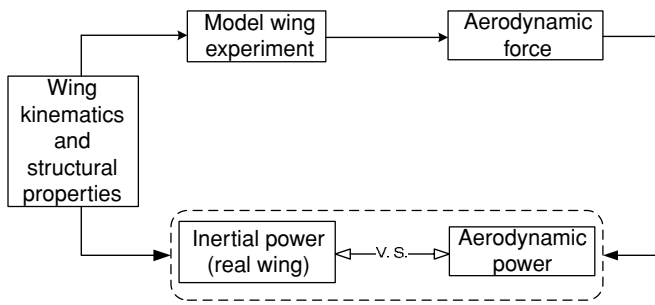 Model wing
experiment
Aerodynamic
force
Wing
kinematics
and
structural
properties
Inertial power
(real wing)
V. S.
Aerodynamic
power